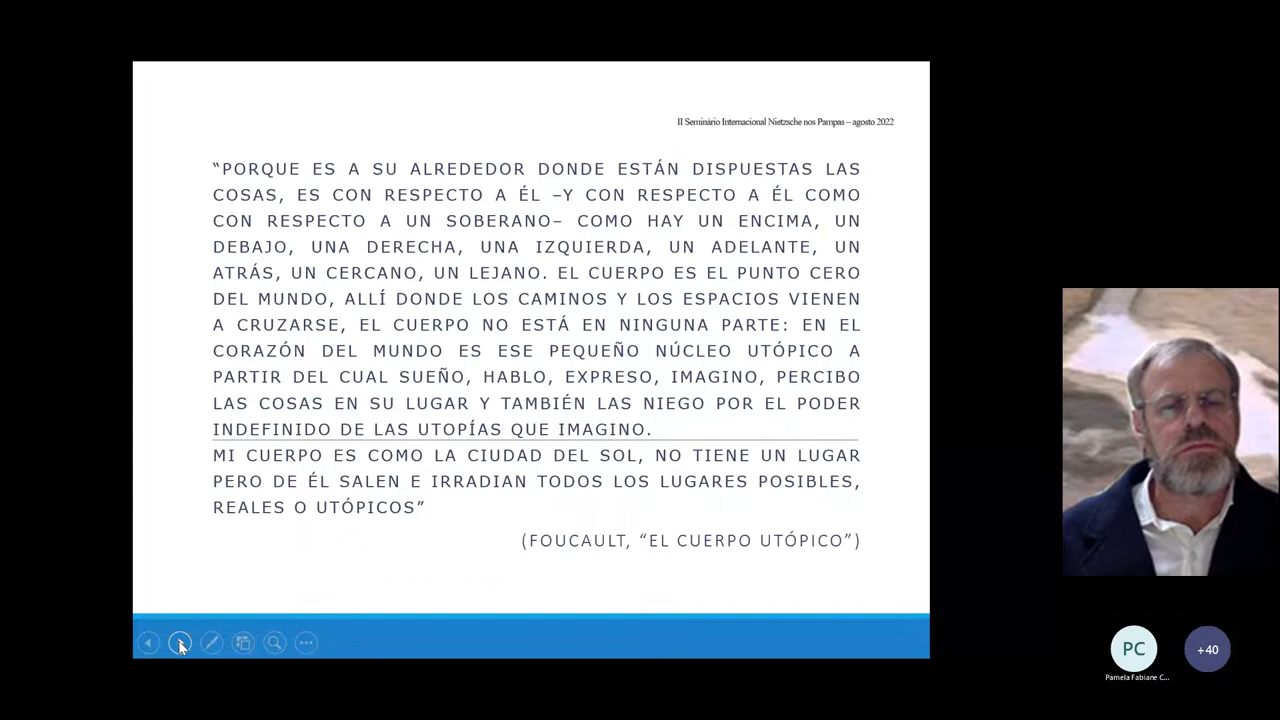 II Seminário Internacional Nietzsche nos Pampas – agosto 2022
“PORQUE ES A SU ALREDEDOR DONDE ESTÁN DISPUESTAS LAS
COSAS, ES CON RESPECTO A ÉL –Y CON RESPECTO A ÉL COMO
CON RESPECTO A UN SOBERANO– COMO HAY UN ENCIMA, UN
DEBAJO, UNA DERECHA, UNA IZQUIERDA, UN ADELANTE, UN
ATRÁS, UN CERCANO, UN LEJANO. EL CUERPO ES EL PUNTO CERO
DEL MUNDO, ALLÍ DONDE LOS CAMINOS Y LOS ESPACIOS VIENEN
A CRUZARSE, EL CUERPO NO ESTÁ EN NINGUNA PARTE: EN EL
CORAZÓN DEL MUNDO ES ESE PEQUEÑO NÚCLEO UTÓPICO A
PARTIR DEL CUAL SUEÑO, HABLO, EXPRESO, IMAGINO, PERCIBO
LAS COSAS EN SU LUGAR Y TAMBIÉN LAS NIEGO POR EL PODER
INDEFINIDO DE LAS UTOPÍAS QUE IMAGINO.
MI CUERPO ES COMO LA CIUDAD DEL SOL, NO TIENE UN LUGAR
PERO DE ÉL SALEN E IRRADIAN TODOS LOS LUGARES POSIBLES,
REALES O UTÓPICOS”
(FOUCAULT, “EL CUERPO UTÓPICO”)
PC
+40
Pamela Fabiane C...